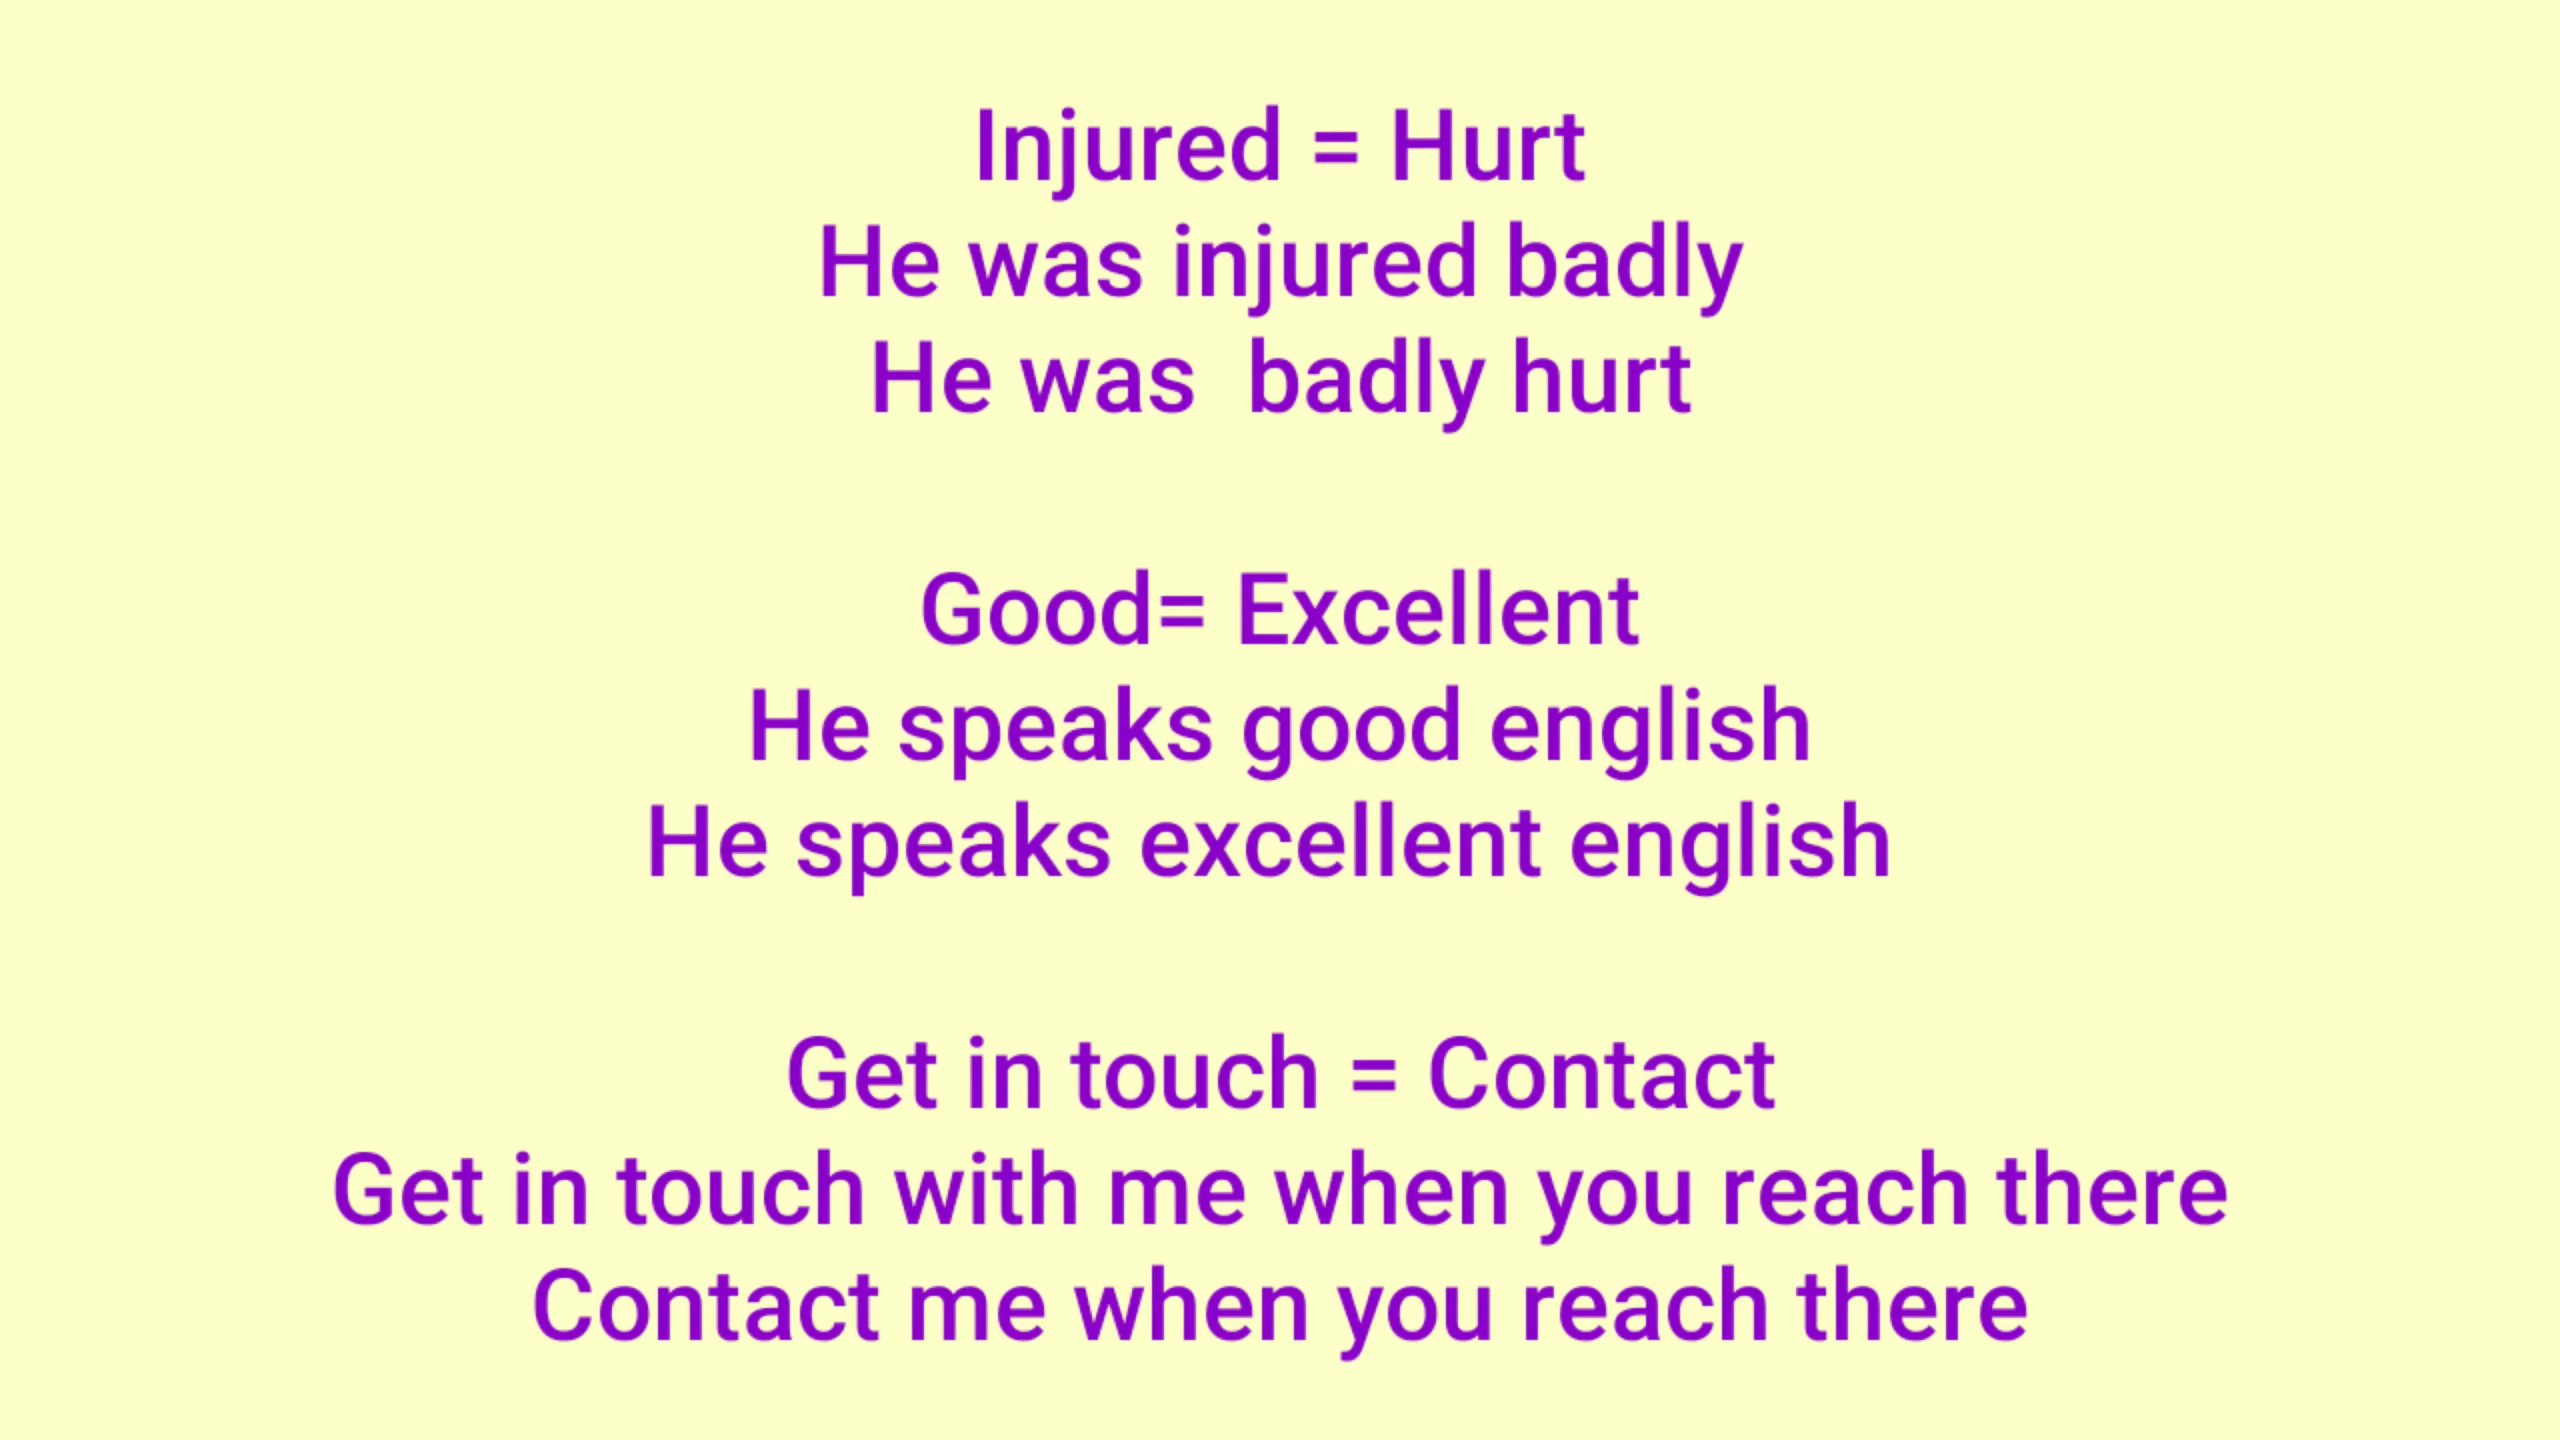 Injured = Hurt
He was injured badly
He was  badly hurt
Good= Excellent
He speaks good english
He speaks excellent english
Get in touch = Contact
Get in touch with me when you reach there
Contact me when you reach there